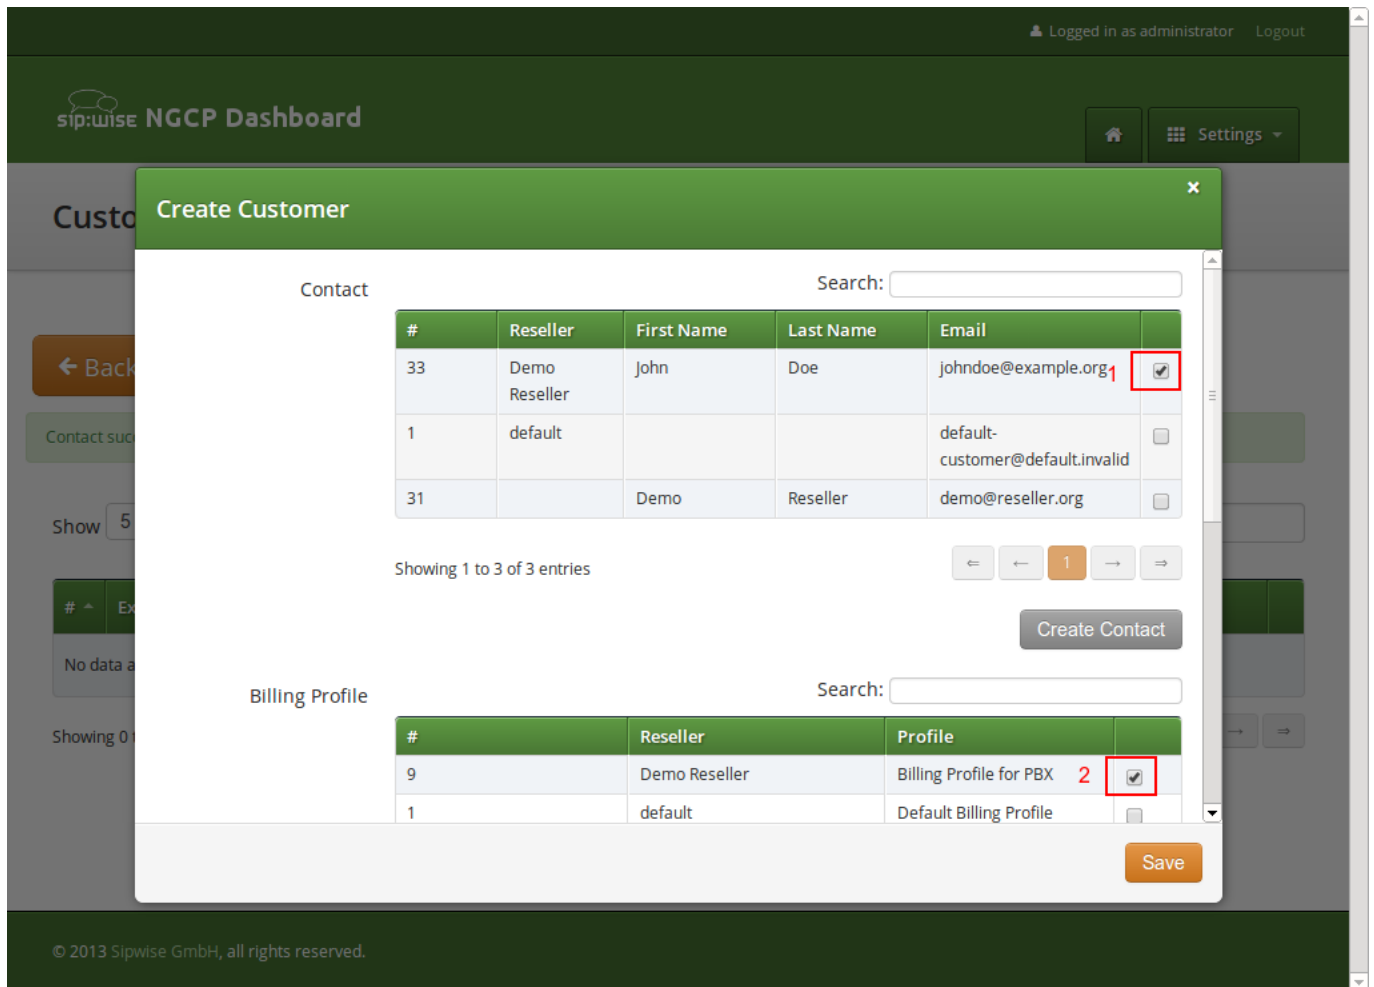 Logged in as administrator Logout
sip:wise NGCP Dashboard
Settings
Custo
Create Customer
×
← Back
Contact succ
Show 5
# Ex
No data a
Showing 0 t
Contact
Search:
# Reseller First Name Last Name Email
33 Demo Reseller John Doe johndoe@example.org 1
1 default default-customer@default.invalid
31 Demo Reseller demo@reseller.org
Showing 1 to 3 of 3 entries
⇐ ← 1 → ⇒
Create Contact
Billing Profile
Search:
# Reseller Profile
9 Demo Reseller Billing Profile for PBX 2
1 default Default Billing Profile
→ ⇒
Save
© 2013 Sipwise GmbH, all rights reserved.